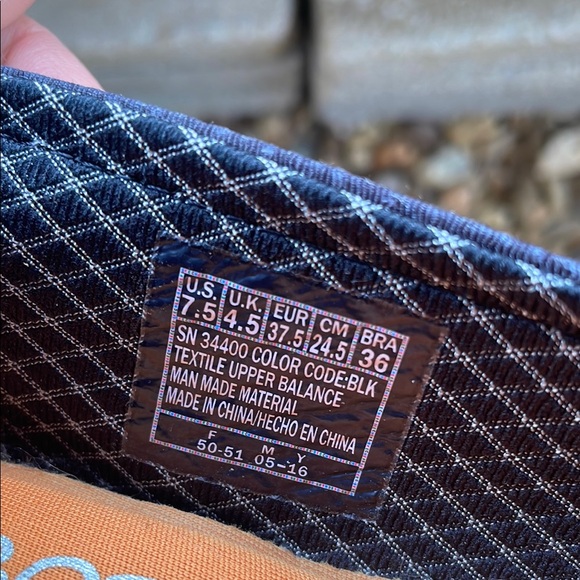 U.S. U.K. EUR CM BRA
7.5 4.5 37.5 24.5 36
SN 34400 COLOR CODE:BLK
TEXTILE UPPER BALANCE
MAN MADE MATERIAL
MADE IN CHINA/HECHO EN CHINA
F M Y
50-51 05-16